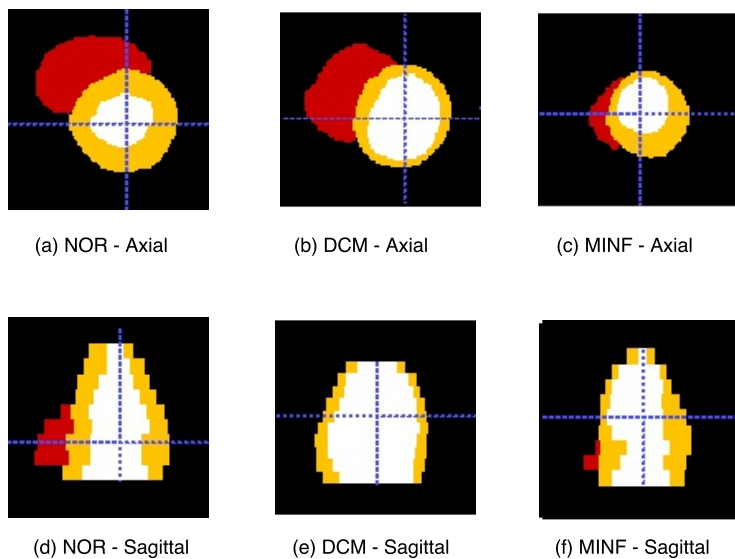 (a) NOR - Axial
(b) DCM - Axial
(c) MINF - Axial
(d) NOR - Sagittal
(e) DCM - Sagittal
(f) MINF - Sagittal